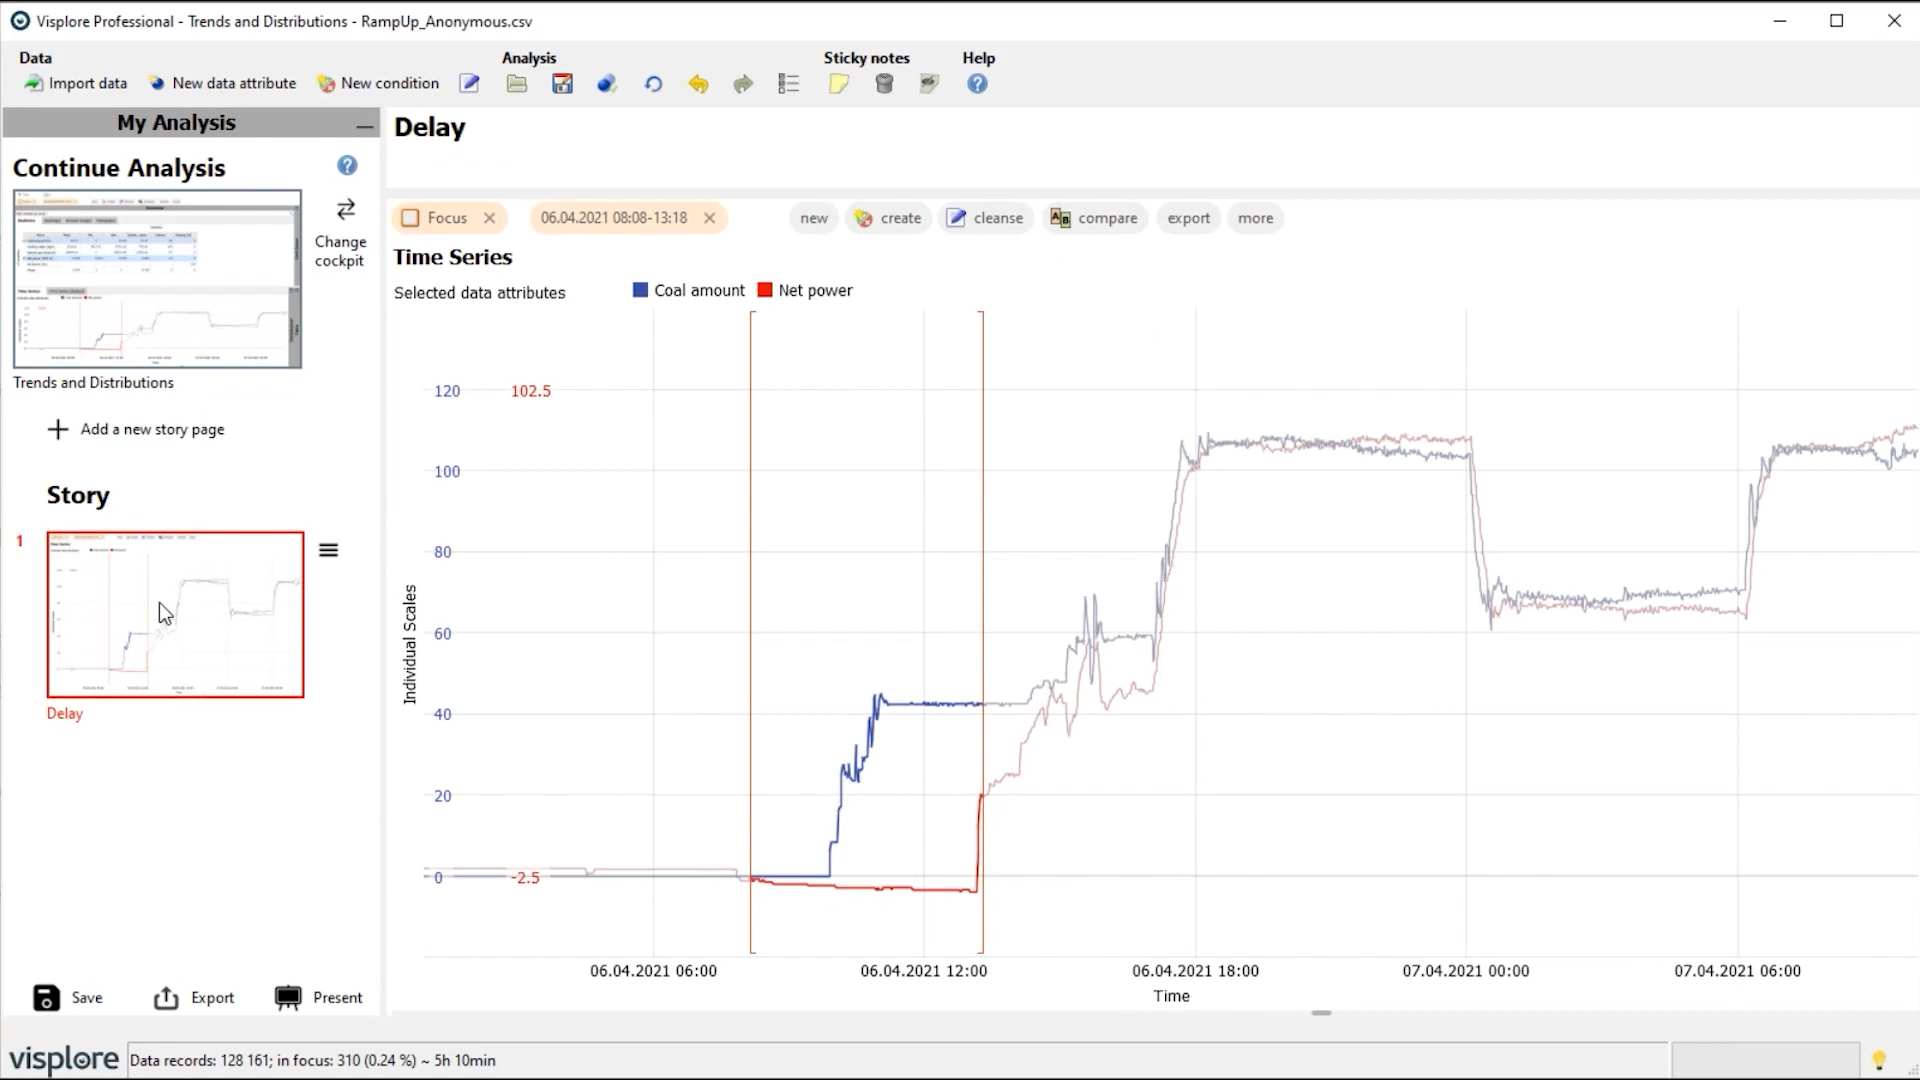 Visplore Professional - Trends and Distributions - RampUp_Anonymous.csv
Data
Analysis
Sticky notes
Help
Import data
New data attribute
New condition
My Analysis
Continue Analysis
Change
cockpit
Trends and Distributions
Add a new story page
Story
1
Delay
Save
Export
Present
Delay
Focus
06.04.2021 08:08-13:18
new
create
cleanse
compare
export
more
Time Series
Selected data attributes
Coal amount
Net power
120
102.5
100
80
60
40
20
0
-2.5
Individual Scales
06.04.2021 06:00
06.04.2021 12:00
06.04.2021 18:00
07.04.2021 00:00
07.04.2021 06:00
Time
visplore
Data records: 128 161; in focus: 310 (0.24 %) ~ 5h 10min